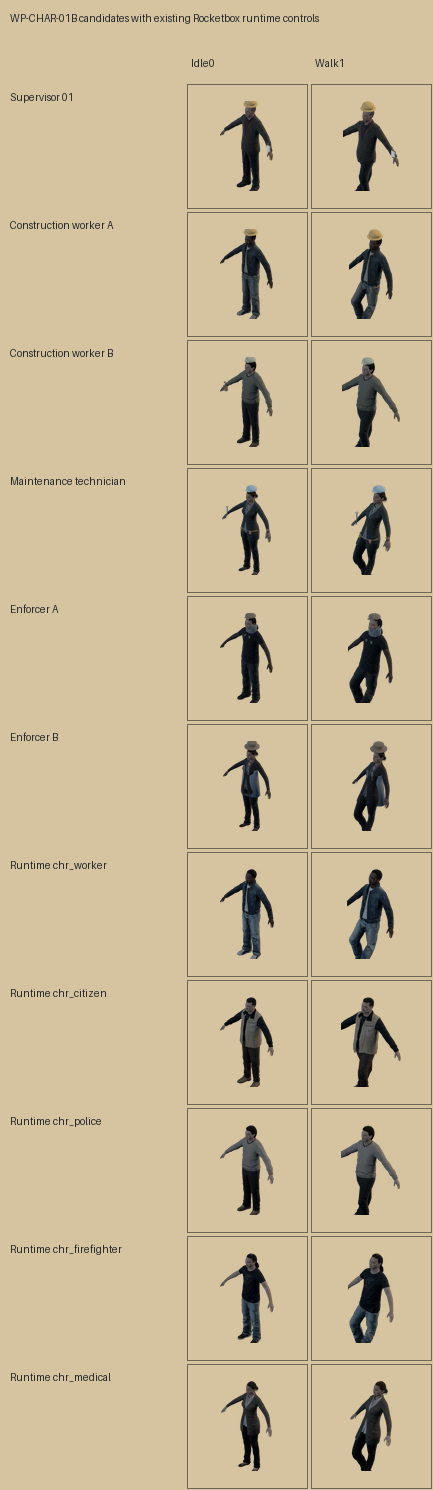 WP-CHAR-01B candidates with existing Rocketbox runtime controls
Idle0 Walk1
Supervisor 01
Construction worker A
Construction worker B
Maintenance technician
Enforcer A
Enforcer B
Runtime chr_worker
Runtime chr_citizen
Runtime chr_police
Runtime chr_firefighter
Runtime chr_medical